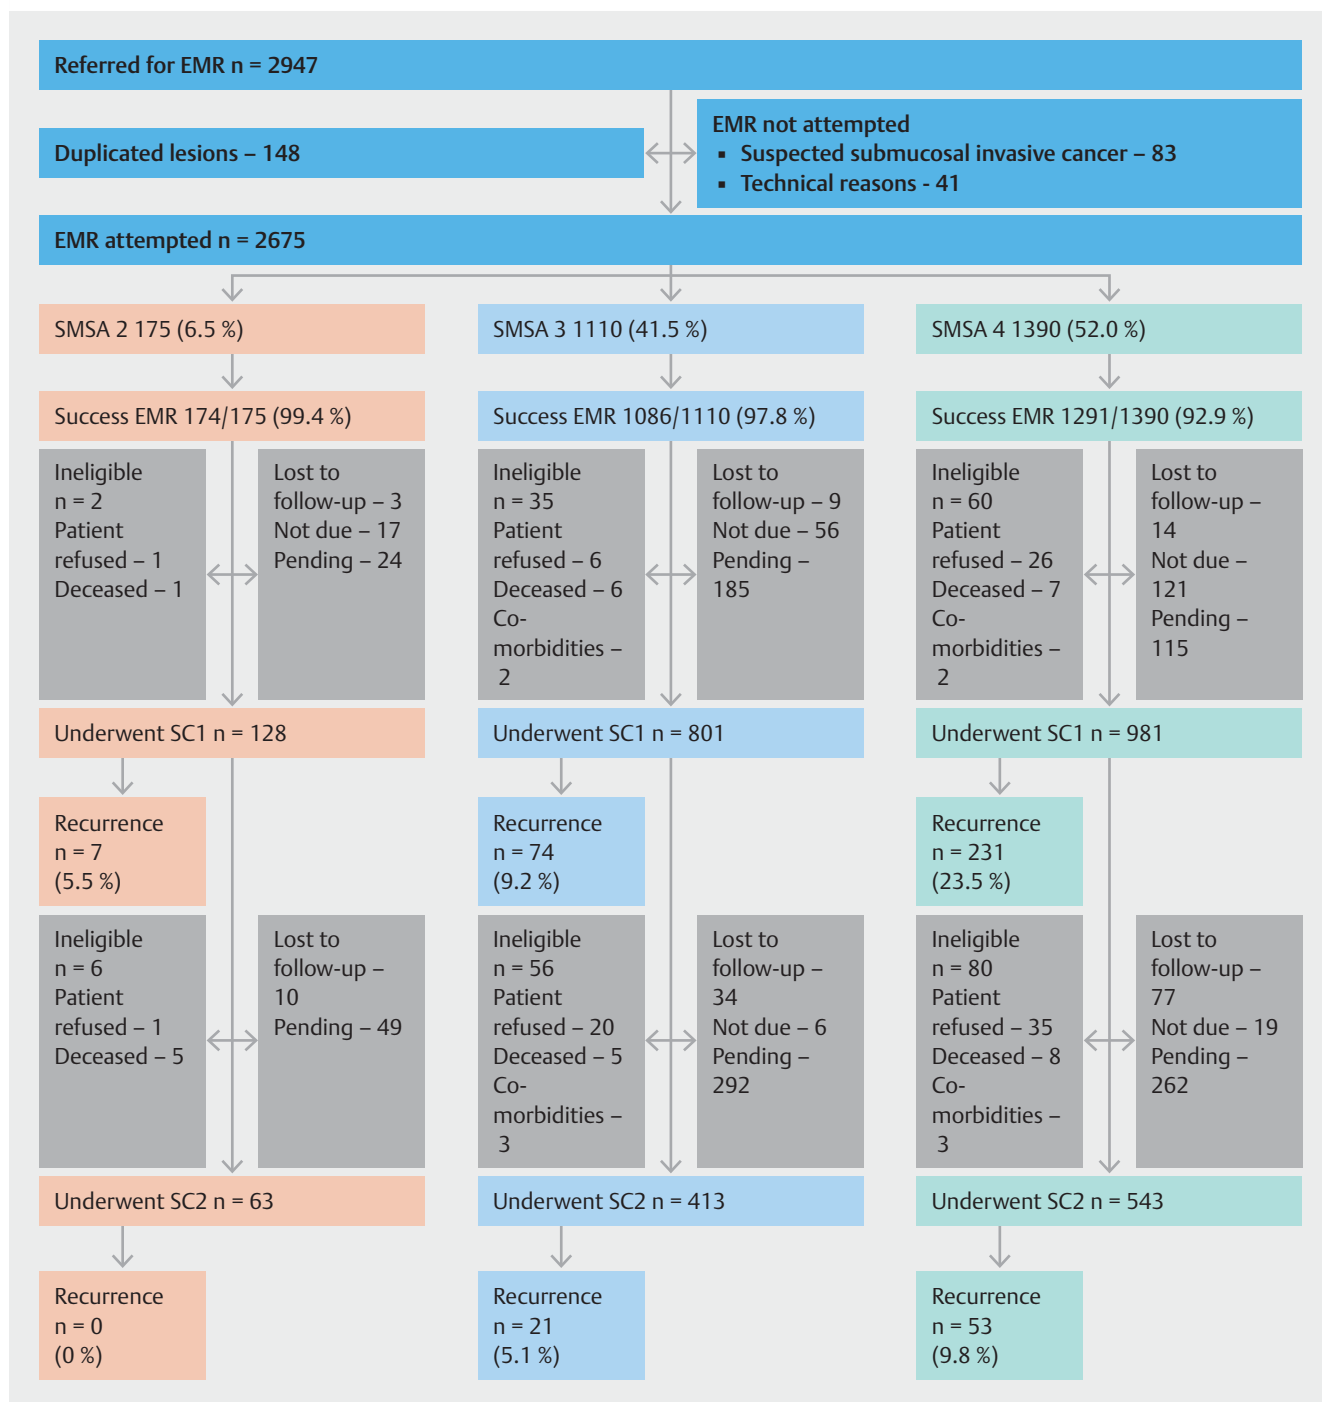 Referred for EMR n = 2947
Duplicated lesions – 148
EMR not attempted
▪ Suspected submucosal invasive cancer – 83
▪ Technical reasons - 41
EMR attempted n = 2675
SMSA 2 175 (6.5 %)
SMSA 3 1110 (41.5 %)
SMSA 4 1390 (52.0 %)
Success EMR 174/175 (99.4 %)
Success EMR 1086/1110 (97.8 %)
Success EMR 1291/1390 (92.9 %)
Ineligible
n = 2
Patient
refused – 1
Deceased – 1
Lost to
follow-up – 3
Not due – 17
Pending – 24
Ineligible
n = 35
Patient
refused – 6
Deceased – 6
Co-
morbidities –
2
Lost to
follow-up – 9
Not due – 56
Pending –
185
Ineligible
n = 60
Patient
refused – 26
Deceased – 7
Co-
morbidities –
2
Lost to
follow-up –
14
Not due –
121
Pending –
115
Underwent SC1 n = 128
Underwent SC1 n = 801
Underwent SC1 n = 981
Recurrence
n = 7
(5.5 %)
Recurrence
n = 74
(9.2 %)
Recurrence
n = 231
(23.5 %)
Ineligible
n = 6
Patient
refused – 1
Deceased – 5
Lost to
follow-up –
10
Pending – 49
Ineligible
n = 56
Patient
refused – 20
Deceased – 5
Co-
morbidities –
3
Lost to
follow-up –
34
Not due – 6
Pending –
292
Ineligible
n = 80
Patient
refused – 35
Deceased – 8
Co-
morbidities –
3
Lost to
follow-up –
77
Not due – 19
Pending –
262
Underwent SC2 n = 63
Underwent SC2 n = 413
Underwent SC2 n = 543
Recurrence
n = 0
(0 %)
Recurrence
n = 21
(5.1 %)
Recurrence
n = 53
(9.8 %)